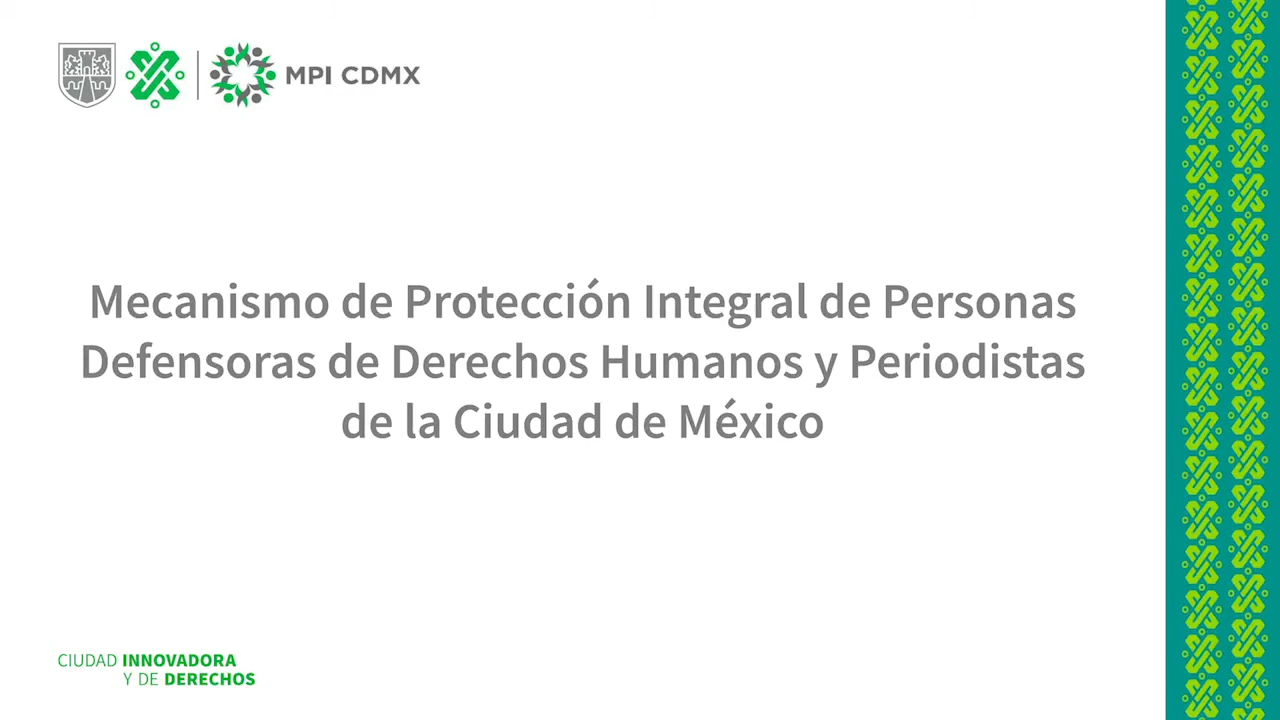 MPI CDMX
Mecanismo de Protección Integral de Personas
Defensoras de Derechos Humanos y Periodistas
de la Ciudad de México
CIUDAD INNOVADORA
Y DE DERECHOS